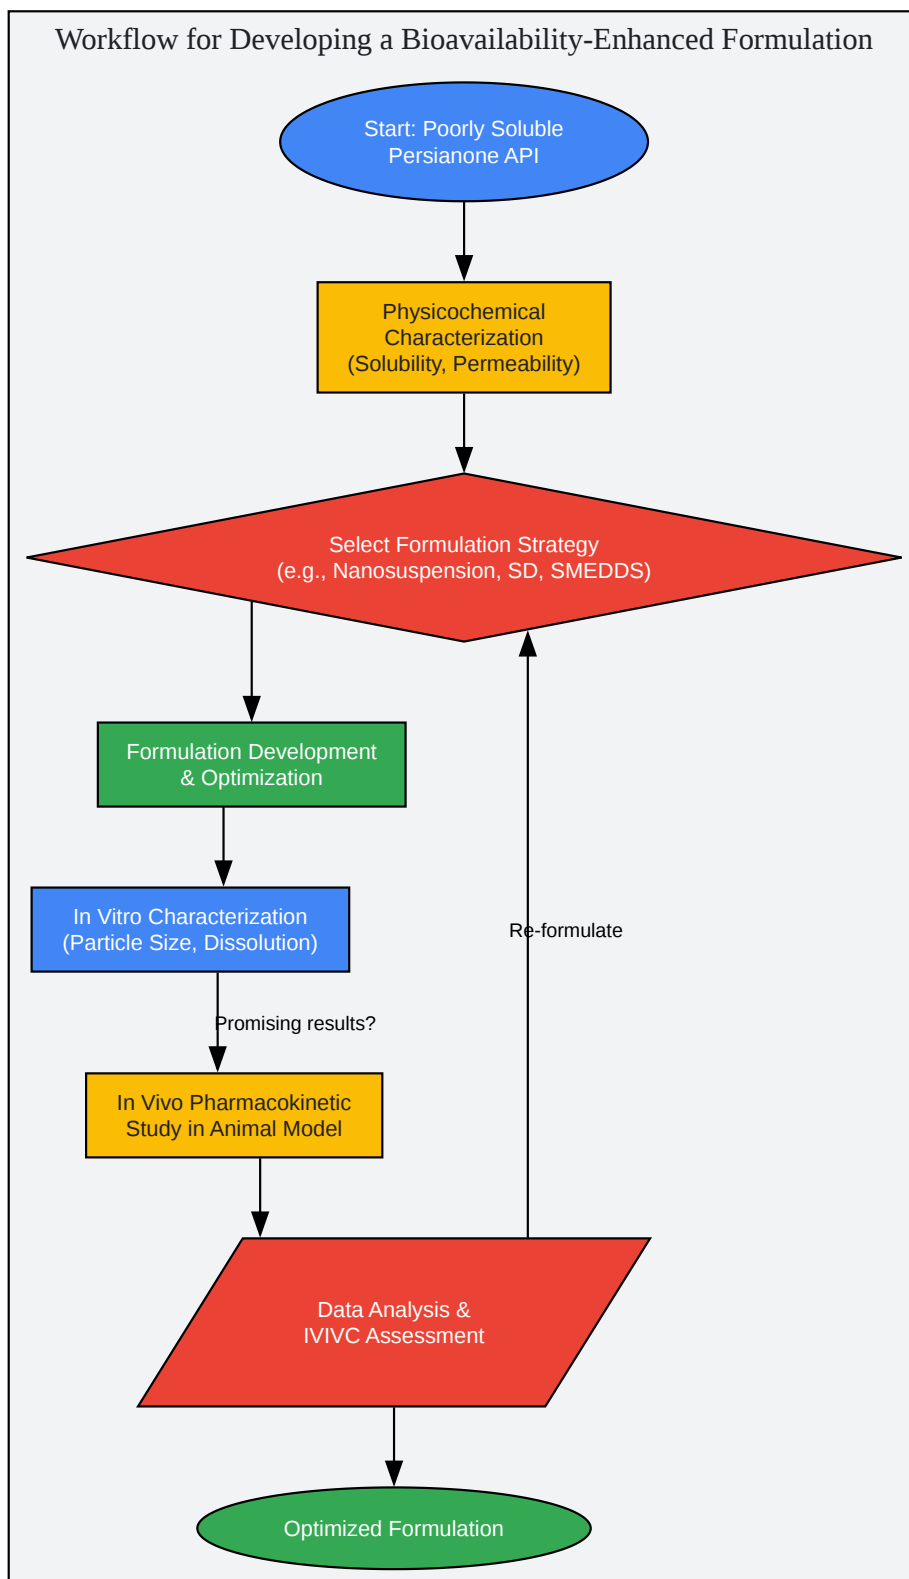 Workflow for Developing a Bioavailability-Enhanced Formulation
Start: Poorly Soluble
Persianone API
Physicochemical
Characterization
(Solubility, Permeability)
Select Formulation Strategy
(e.g., Nanosuspension, SD, SMEDDS)
Formulation Development
& Optimization
In Vitro Characterization
(Particle Size, Dissolution)
Re-formulate
Promising results?
In Vivo Pharmacokinetic
Study in Animal Model
Data Analysis &
IVIVC Assessment
Optimized Formulation